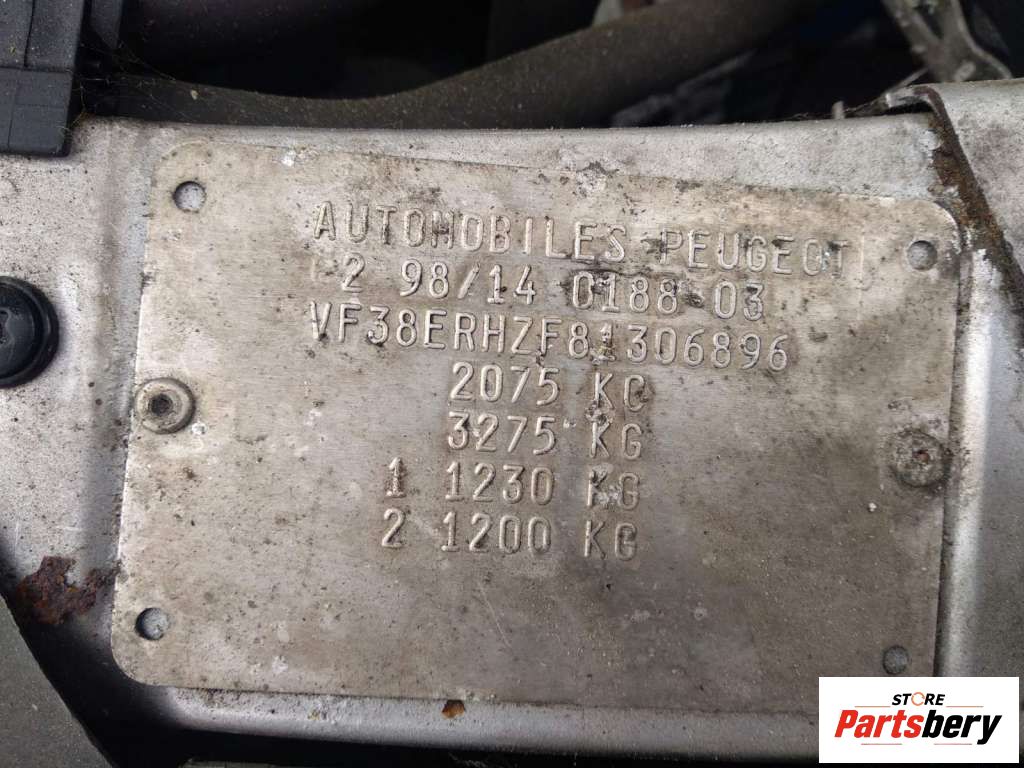 AUTOMOBILES PEUGEOT
2 98/14 0188 03
VF38ERHZF81306896
2075 KG
3275 KG
1 1230 KG
2 1200 KG
STORE
Partsbery